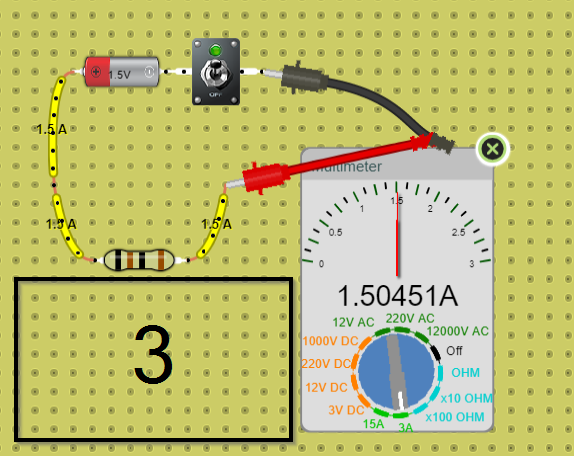 1.5V
OFF
1.5 A
1.5 A
1.5 A
Multimeter
0
0.5
1
1.5
2
2.5
3
1.50451A
12V AC
220V AC
12000V AC
1000V DC
220V DC
12V DC
3V DC
15A
3A
Off
OHM
x10 OHM
x100 OHM
3